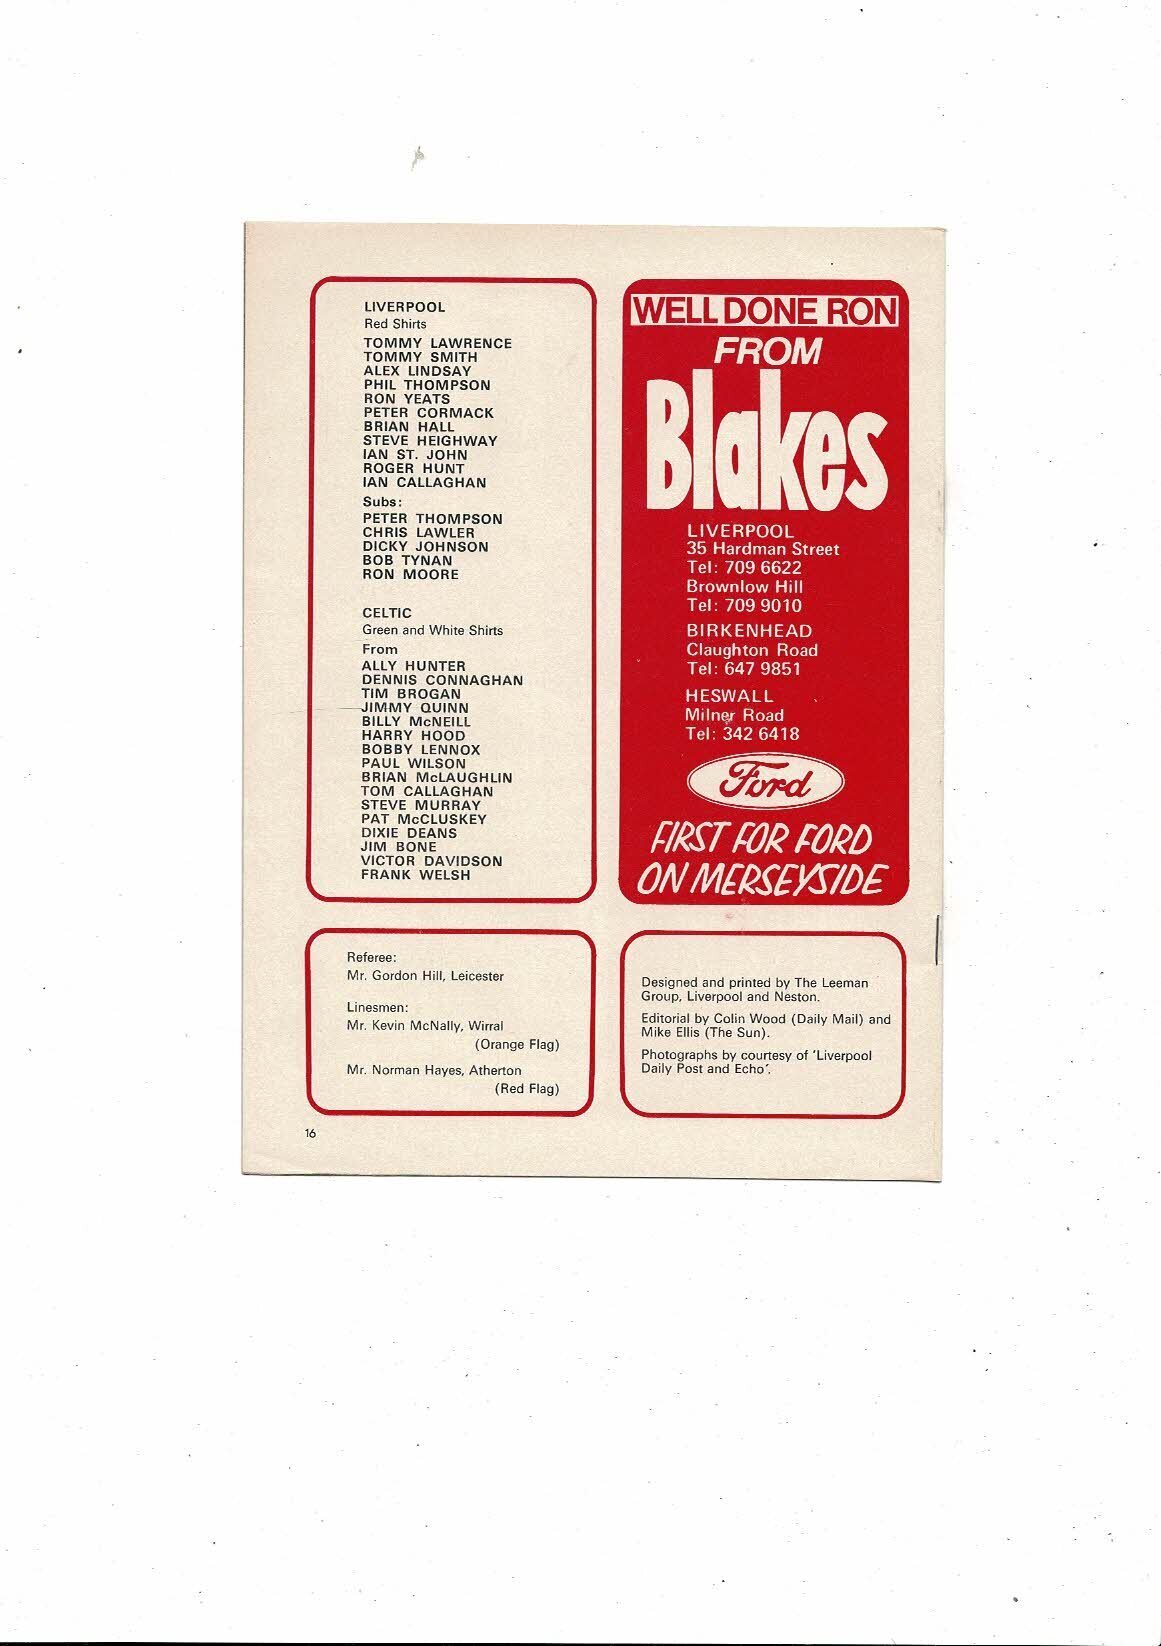 LIVERPOOL
Red Shirts
TOMMY LAWRENCE
TOMMY SMITH
ALEX LINDSAY
PHIL THOMPSON
RON YEATS
PETER CORMACK
BRIAN HALL
STEVE HEIGHWAY
IAN ST. JOHN
ROGER HUNT
IAN CALLAGHAN
Subs:
PETER THOMPSON
CHRIS LAWLER
DICKY JOHNSON
BOB TYNAN
RON MOORE
CELTIC
Green and White Shirts
From
ALLY HUNTER
DENNIS CONNAGHAN
TIM BROGAN
JIMMY QUINN
BILLY McNEILL
HARRY HOOD
BOBBY LENNOX
PAUL WILSON
BRIAN McLAUGHLIN
TOM CALLAGHAN
STEVE MURRAY
PAT McCLUSKEY
DIXIE DEANS
JIM BONE
VICTOR DAVIDSON
FRANK WELSH
WELL DONE RON
FROM
Blakes
LIVERPOOL
35 Hardman Street
Tel: 709 6622
Brownlow Hill
Tel: 709 9010
BIRKENHEAD
Claughton Road
Tel: 647 9851
HESWALL
Milner Road
Tel: 342 6418
Ford
FIRST FOR FORD
ON MERSEYSIDE
Referee:
Mr. Gordon Hill, Leicester
Linesmen:
Mr. Kevin McNally, Wirral
(Orange Flag)
Mr. Norman Hayes, Atherton
(Red Flag)
Designed and printed by The Leeman
Group, Liverpool and Neston.
Editorial by Colin Wood (Daily Mail) and
Mike Ellis (The Sun).
Photographs by courtesy of 'Liverpool
Daily Post and Echo'.
16